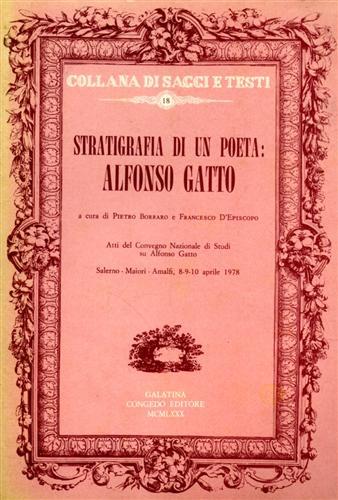 COLLANA DI SAGGI E TESTI
18
STRATIGRAFIA DI UN POETA:
ALFONSO GATTO
a cura di PIETRO BORRARO e FRANCESCO D'EPISCOPO
Atti del Convegno Nazionale di Studi
su Alfonso Gatto
Salerno - Maiori - Amalfi, 8-9-10 aprile 1978
GALATINA
CONGEDO EDITORE
MCMLXXX